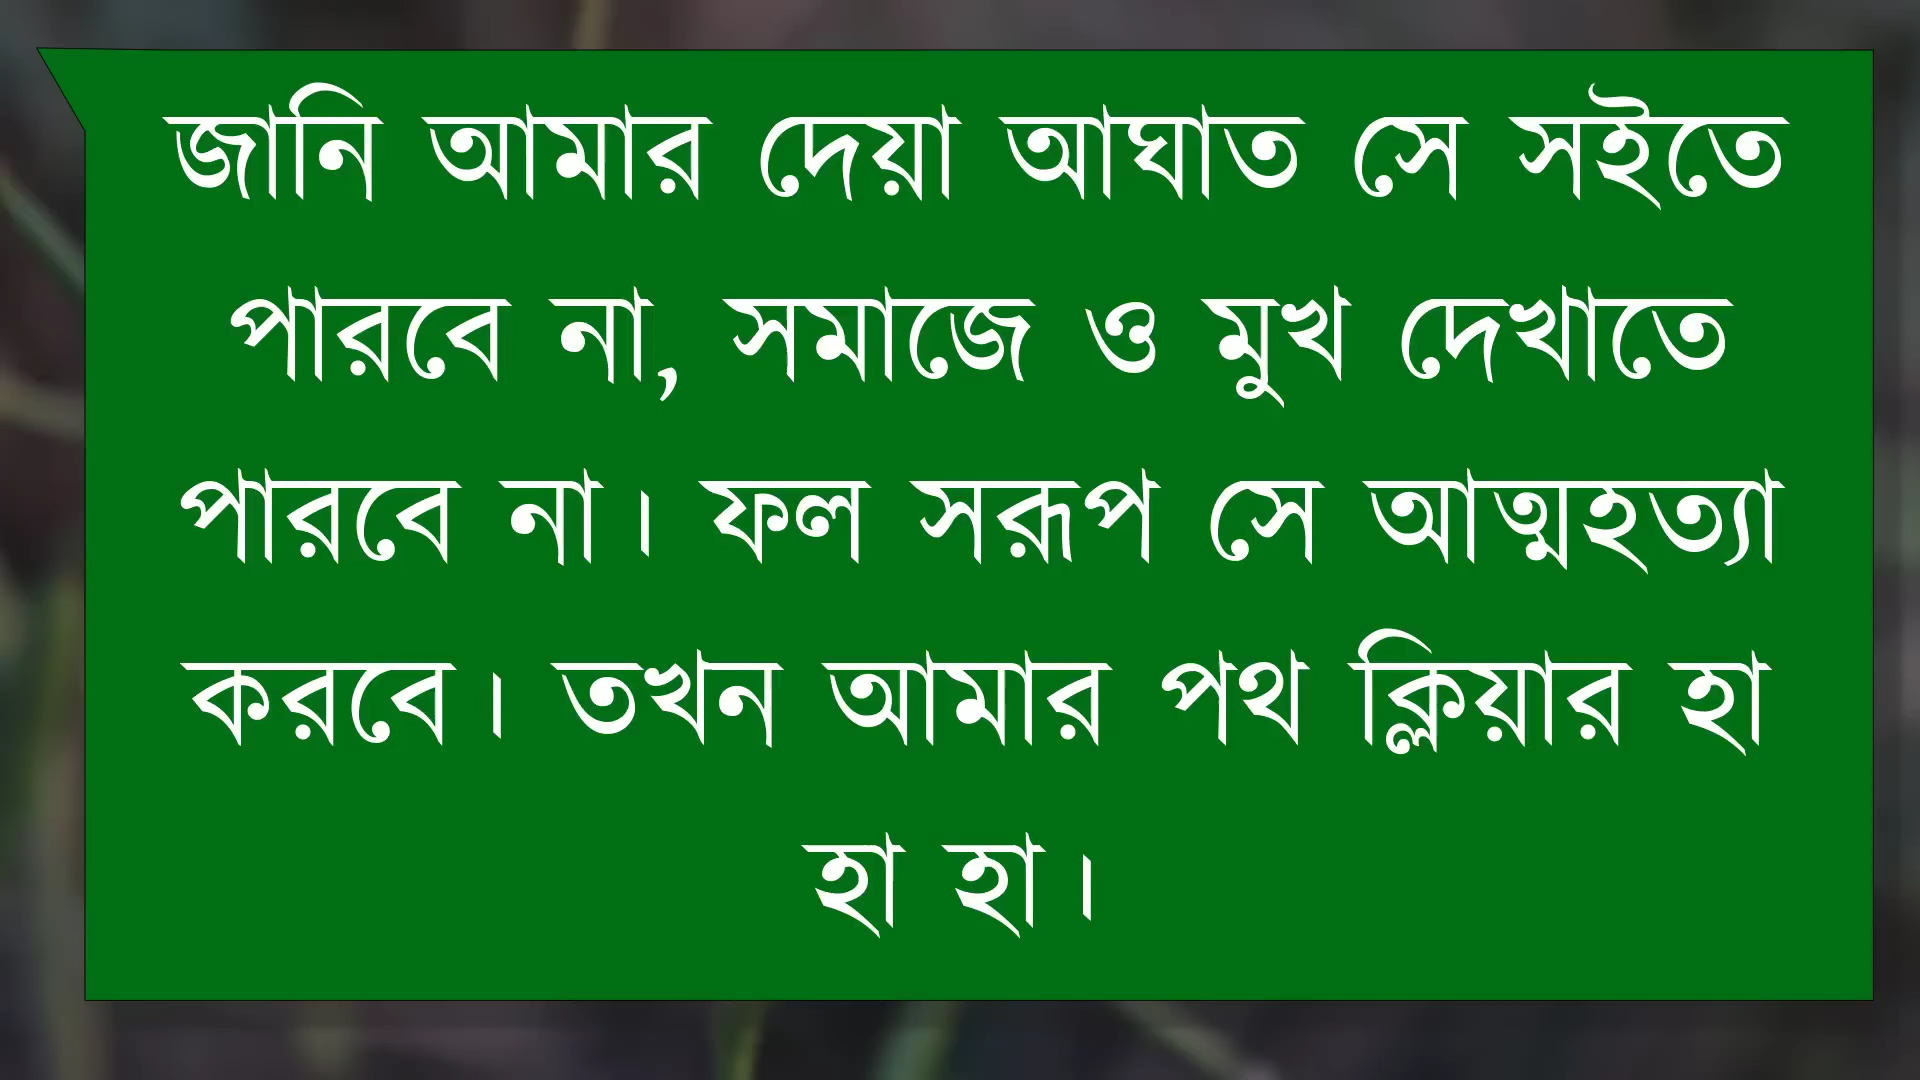 জানি আমার দেয়া আঘাত সে সইতে
পারবে না, সমাজে ও মুখ দেখাতে
পারবে না। ফল সরূপ সে আত্মহত্যা
করবে। তখন আমার পথ ক্লিয়ার হা
হা হা।